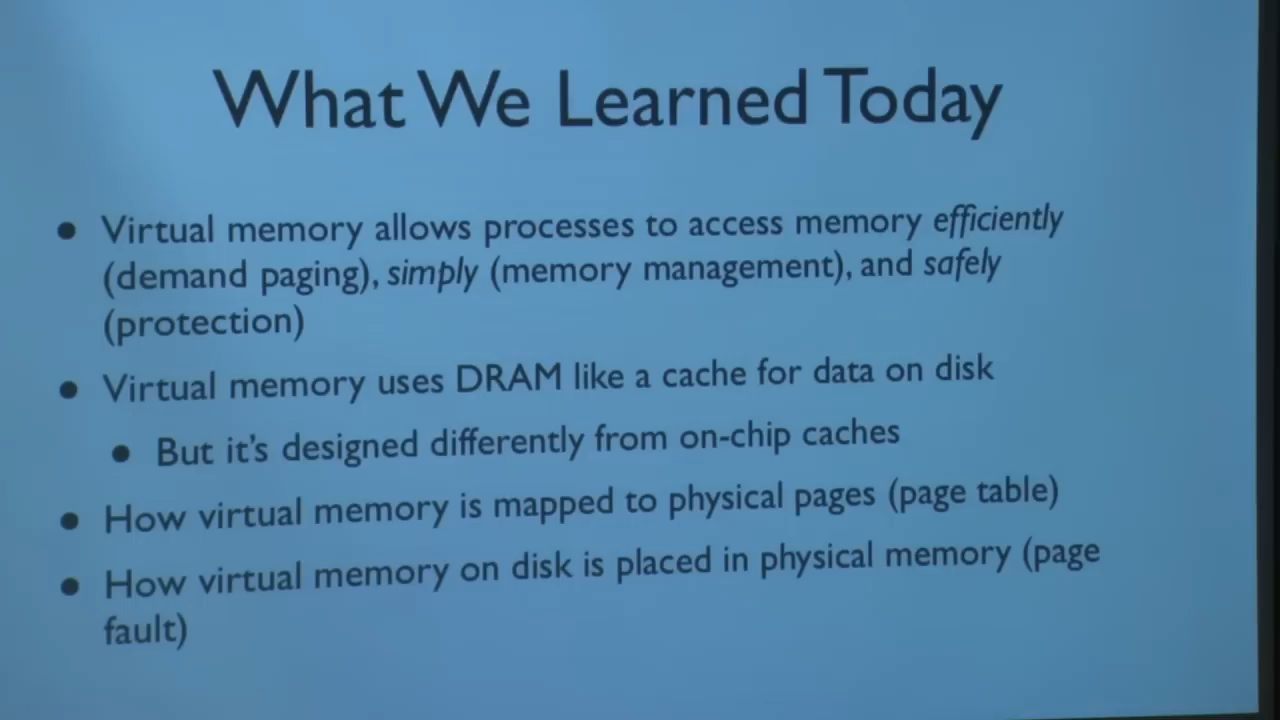 What We Learned Today
• Virtual memory allows processes to access memory efficiently
(demand paging), simply (memory management), and safely
(protection)
• Virtual memory uses DRAM like a cache for data on disk
• But it's designed differently from on-chip caches
• How virtual memory is mapped to physical pages (page table)
• How virtual memory on disk is placed in physical memory (page
fault)